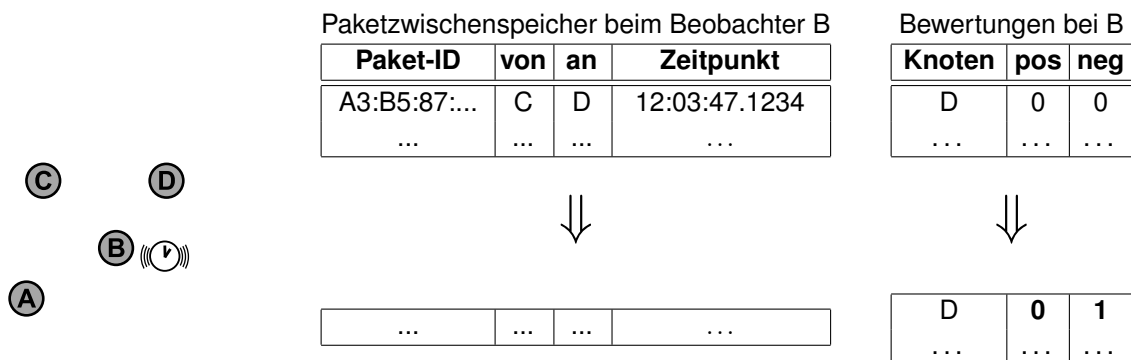 Paketzwischenspeicher beim Beobachter B
Bewertungen bei B
Paket-ID von an Zeitpunkt
Knoten pos neg
A3:B5:87:... C D 12:03:47.1234
D 0 0
... ... ... ...
... ... ...
C D
B
A
... ... ... ...
D 0 1
... ... ...